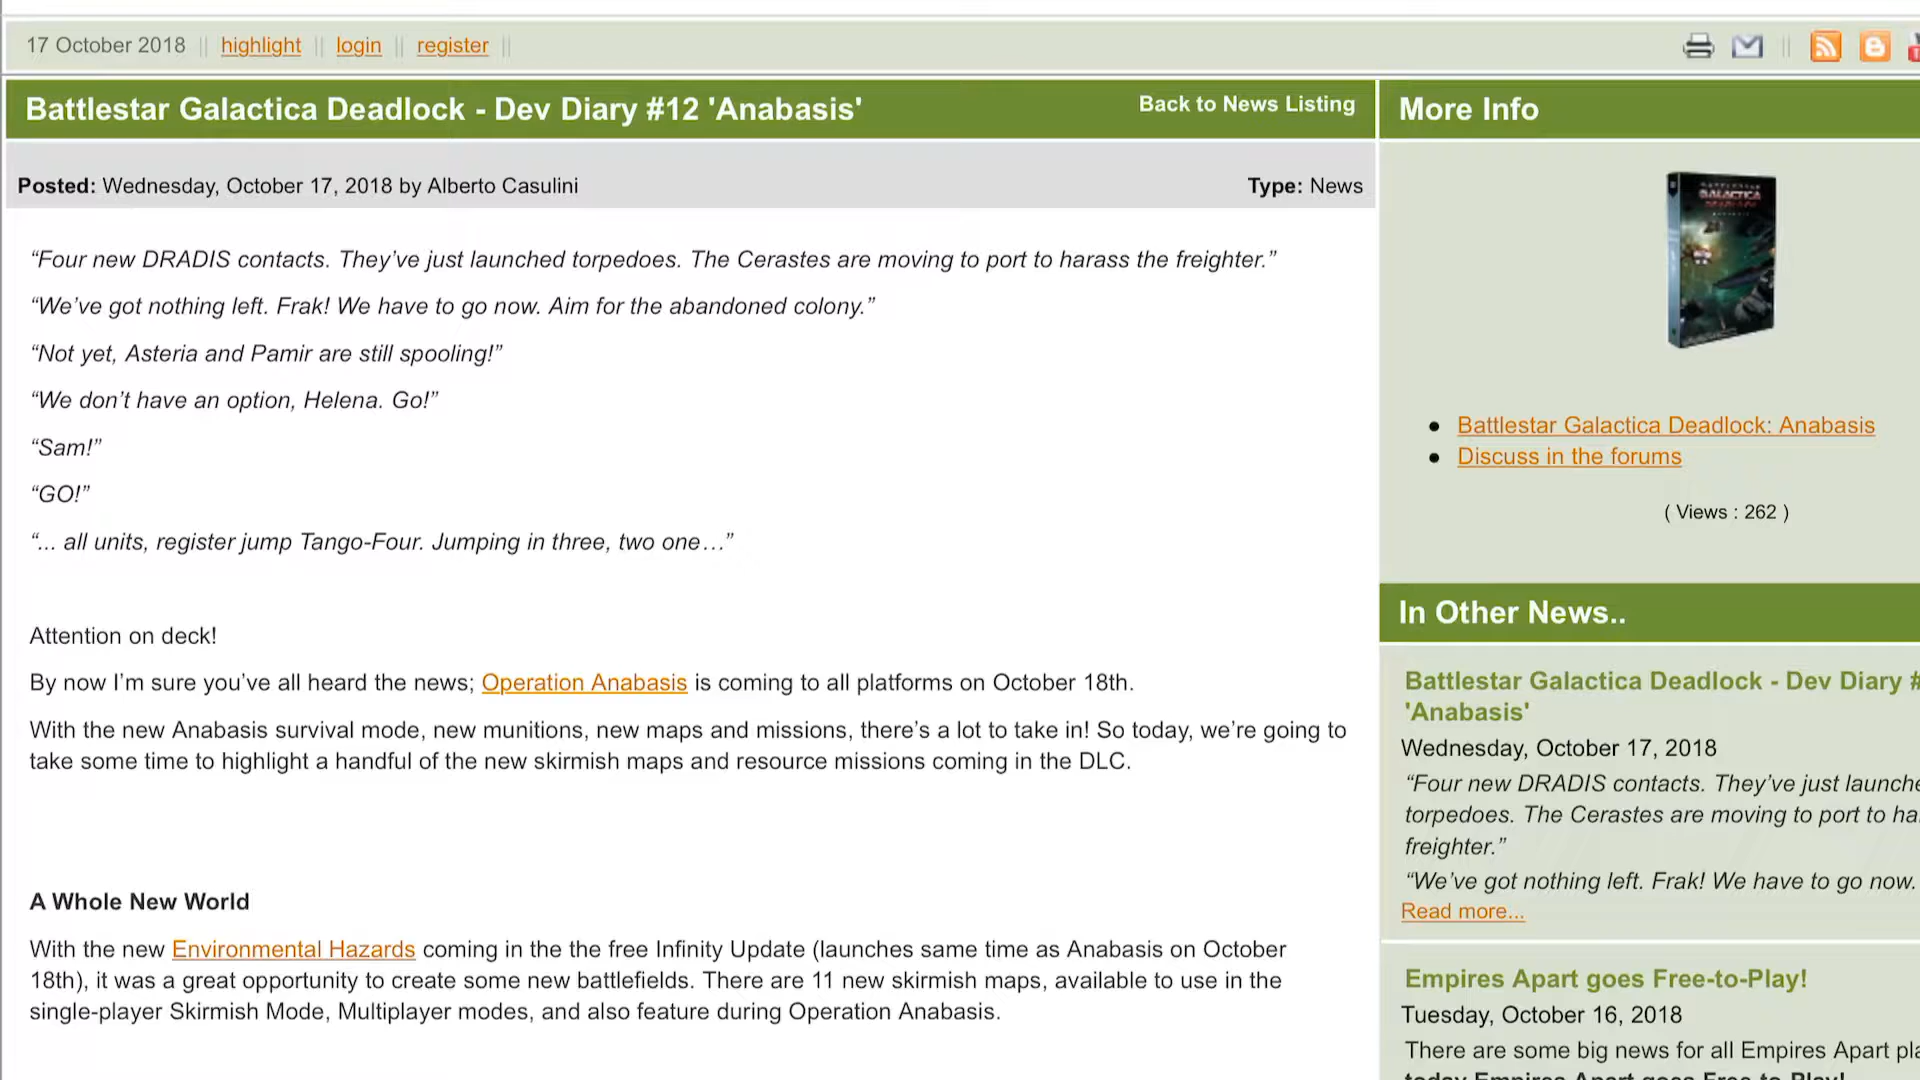 17 October 2018 || highlight || login || register ||
Battlestar Galactica Deadlock - Dev Diary #12 'Anabasis'
Back to News Listing
Posted: Wednesday, October 17, 2018 by Alberto Casulini
Type: News
“Four new DRADIS contacts. They’ve just launched torpedoes. The Cerastes are moving to port to harass the freighter.”
“We’ve got nothing left. Frak! We have to go now. Aim for the abandoned colony.”
“Not yet, Asteria and Pamir are still spooling!”
“We don’t have an option, Helena. Go!”
“Sam!”
“GO!”
“... all units, register jump Tango-Four. Jumping in three, two one…”
Attention on deck!
By now I’m sure you’ve all heard the news; Operation Anabasis is coming to all platforms on October 18th.
With the new Anabasis survival mode, new munitions, new maps and missions, there’s a lot to take in! So today, we’re going to
take some time to highlight a handful of the new skirmish maps and resource missions coming in the DLC.
A Whole New World
With the new Environmental Hazards coming in the the free Infinity Update (launches same time as Anabasis on October
18th), it was a great opportunity to create some new battlefields. There are 11 new skirmish maps, available to use in the
single-player Skirmish Mode, Multiplayer modes, and also feature during Operation Anabasis.
More Info
GALACTICA
Battlestar Galactica Deadlock: Anabasis
Discuss in the forums
( Views : 262 )
In Other News..
Battlestar Galactica Deadlock - Dev Diary #
'Anabasis'
Wednesday, October 17, 2018
“Four new DRADIS contacts. They’ve just launche
torpedoes. The Cerastes are moving to port to ha
freighter.”
“We’ve got nothing left. Frak! We have to go now.
Read more...
Empires Apart goes Free-to-Play!
Tuesday, October 16, 2018
There are some big news for all Empires Apart pla
today Empires Apart goes Free-to-Play!